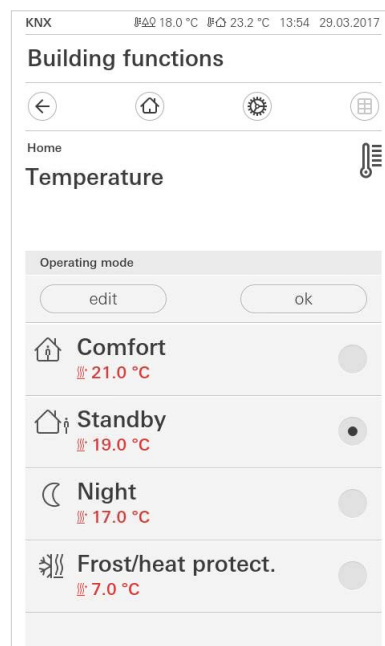 KNX 18.0 °C 23.2 °C 13:54 29.03.2017
Building functions
Home
Temperature
Operating mode
edit ok
Comfort
21.0 °C
Standby
19.0 °C
Night
17.0 °C
Frost/heat protect.
7.0 °C